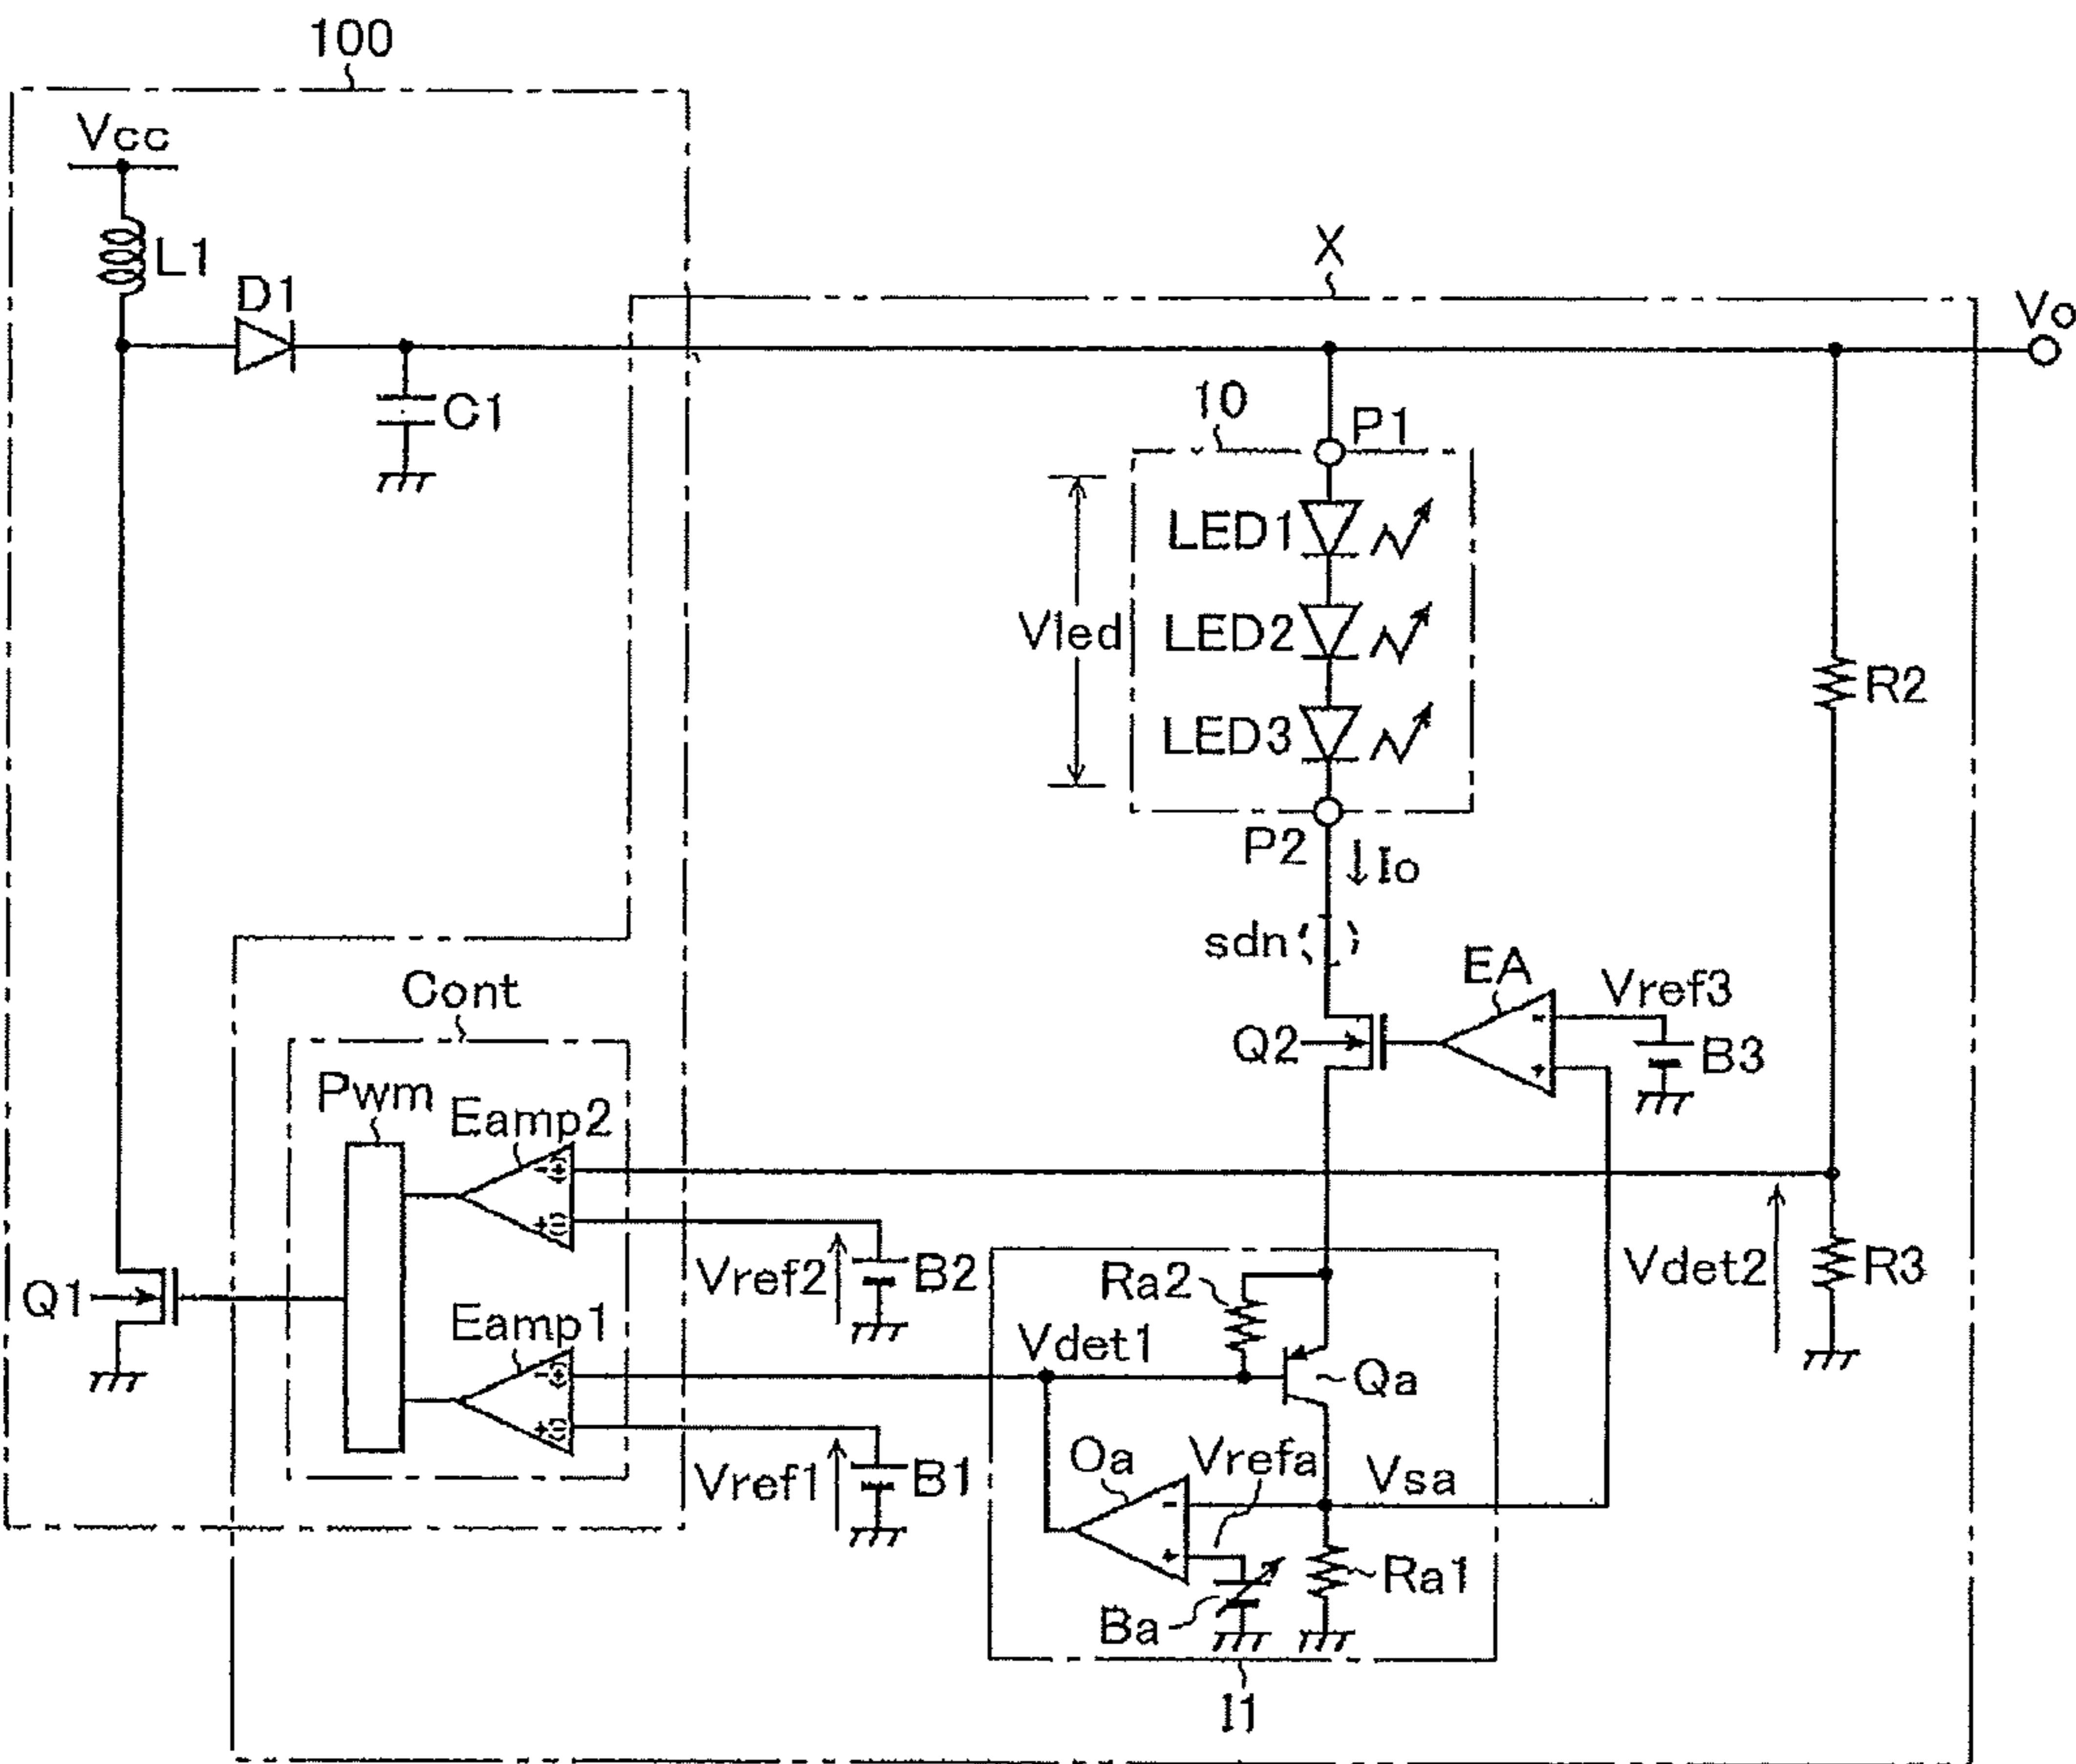 100
Vcc
L1
D1
C1
X
Vo
10
P1
LED1
LED2
LED3
Vled
P2
Io
sdn
R2
EA
Vref3
Q2
B3
Cont
Pwm
Eamp2
-(+)
+(-)
Vref2
B2
Q1
Eamp1
-(+)
+(-)
Vref1
B1
Ra2
Vdet1
Qa
Vdet2
R3
Oa
Vrefa
Vsa
-
+
Ba
Ra1
I1